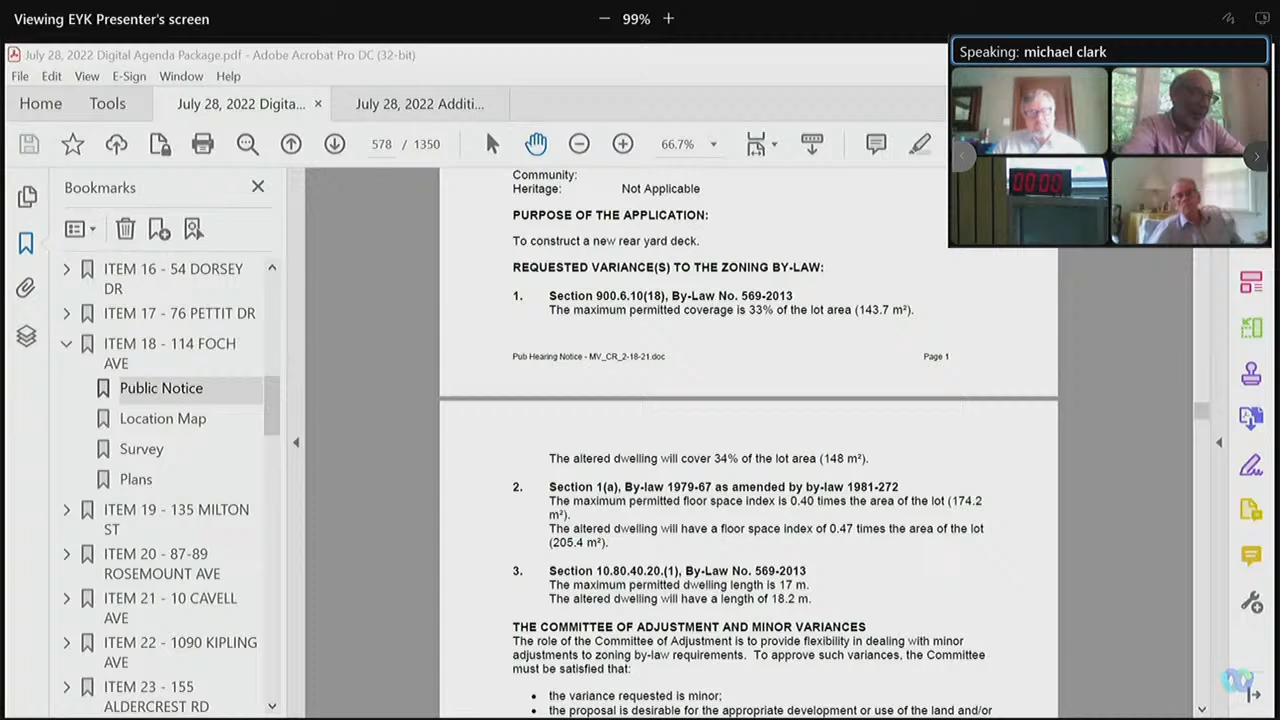 Viewing EYK Presenter's screen
99%
July 28, 2022 Digital Agenda Package.pdf - Adobe Acrobat Pro DC (32-bit)
File Edit View E-Sign Window Help
Home Tools July 28, 2022 Digita... × July 28, 2022 Additi...
578 / 1350 66.7%
Speaking: michael clark
00:00
Bookmarks
ITEM 16 - 54 DORSEY
DR
ITEM 17 - 76 PETTIT DR
ITEM 18 - 114 FOCH
AVE
Public Notice
Location Map
Survey
Plans
ITEM 19 - 135 MILTON
ST
ITEM 20 - 87-89
ROSEMOUNT AVE
ITEM 21 - 10 CAVELL
AVE
ITEM 22 - 1090 KIPLING
AVE
ITEM 23 - 155
ALDERCREST RD
Community:
Heritage: Not Applicable
PURPOSE OF THE APPLICATION:
To construct a new rear yard deck.
REQUESTED VARIANCE(S) TO THE ZONING BY-LAW:
1. Section 900.6.10(18), By-Law No. 569-2013
The maximum permitted coverage is 33% of the lot area (143.7 m²).
Pub Hearing Notice - MV_CR_2-18-21.doc Page 1
The altered dwelling will cover 34% of the lot area (148 m²).
2. Section 1(a), By-law 1979-67 as amended by by-law 1981-272
The maximum permitted floor space index is 0.40 times the area of the lot (174.2
m²).
The altered dwelling will have a floor space index of 0.47 times the area of the lot
(205.4 m²).
3. Section 10.80.40.20.(1), By-Law No. 569-2013
The maximum permitted dwelling length is 17 m.
The altered dwelling will have a length of 18.2 m.
THE COMMITTEE OF ADJUSTMENT AND MINOR VARIANCES
The role of the Committee of Adjustment is to provide flexibility in dealing with minor
adjustments to zoning by-law requirements. To approve such variances, the Committee
must be satisfied that:
• the variance requested is minor;
• the proposal is desirable for the appropriate development or use of the land and/or